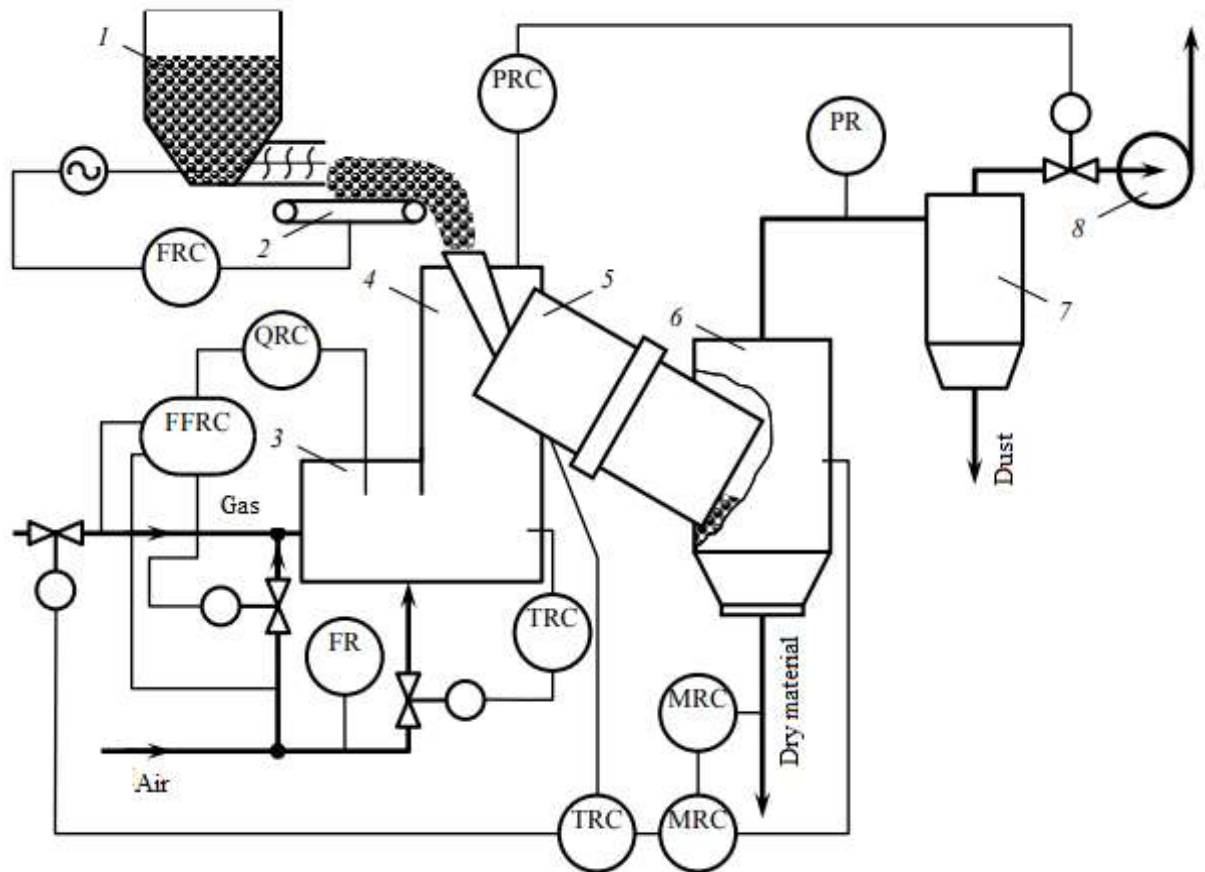 1
PRC
PR
2
FRC
8
4
5
7
6
QRC
FFRC
3
Dust
Gas
FR
TRC
MRC
Dry material
Air
TRC
MRC